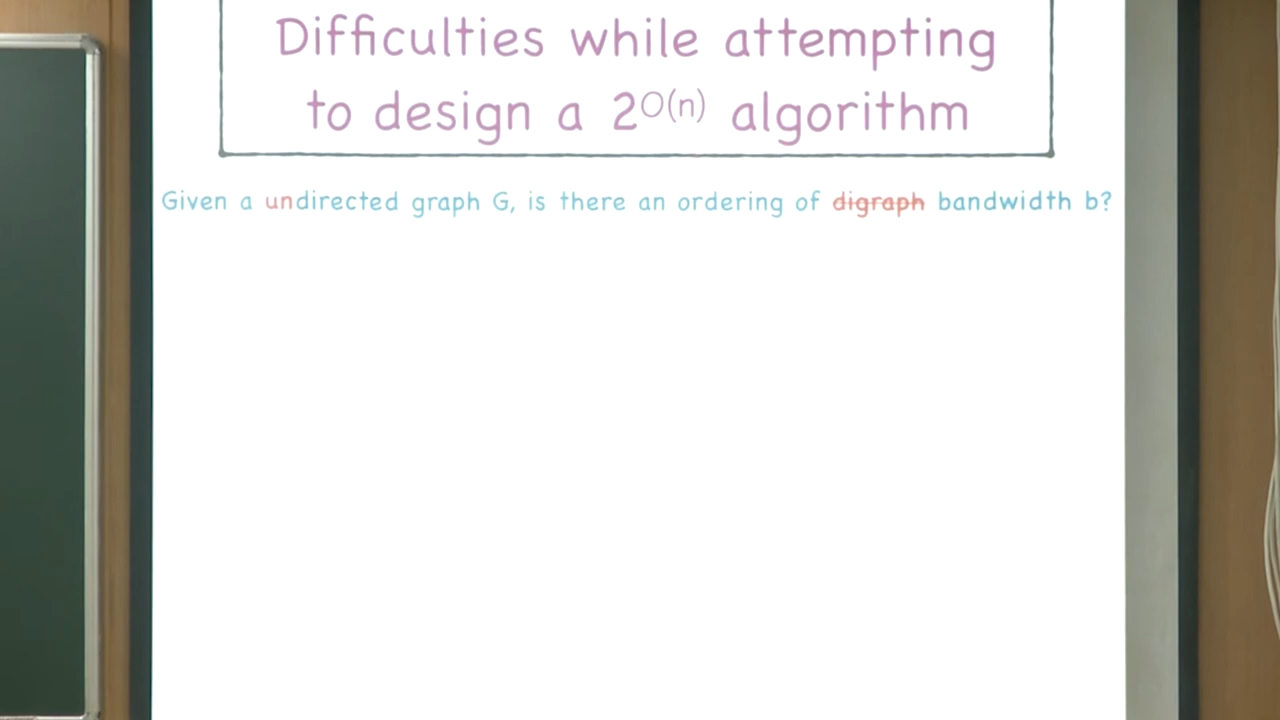 Difficulties while attempting
to design a 2^O(n) algorithm
Given a undirected graph G, is there an ordering of digraph bandwidth b?